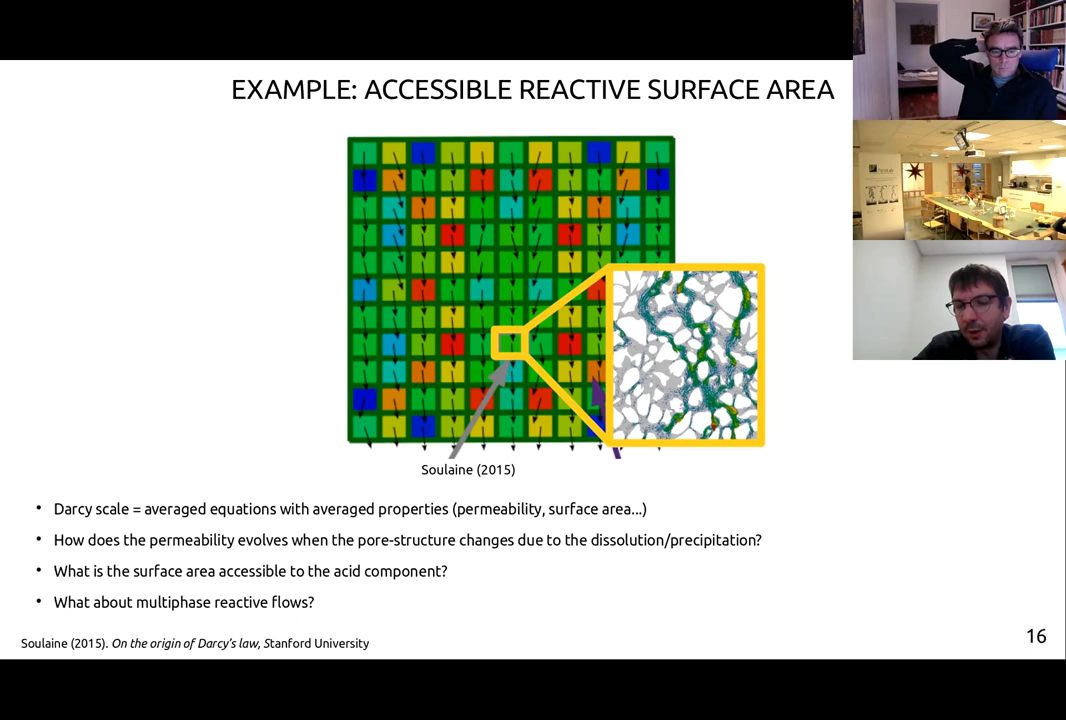 EXAMPLE: ACCESSIBLE REACTIVE SURFACE AREA
Soulaine (2015)
• Darcy scale = averaged equations with averaged properties (permeability, surface area...)
• How does the permeability evolves when the pore-structure changes due to the dissolution/precipitation?
• What is the surface area accessible to the acid component?
• What about multiphase reactive flows?
Soulaine (2015). On the origin of Darcy's law, Stanford University
16